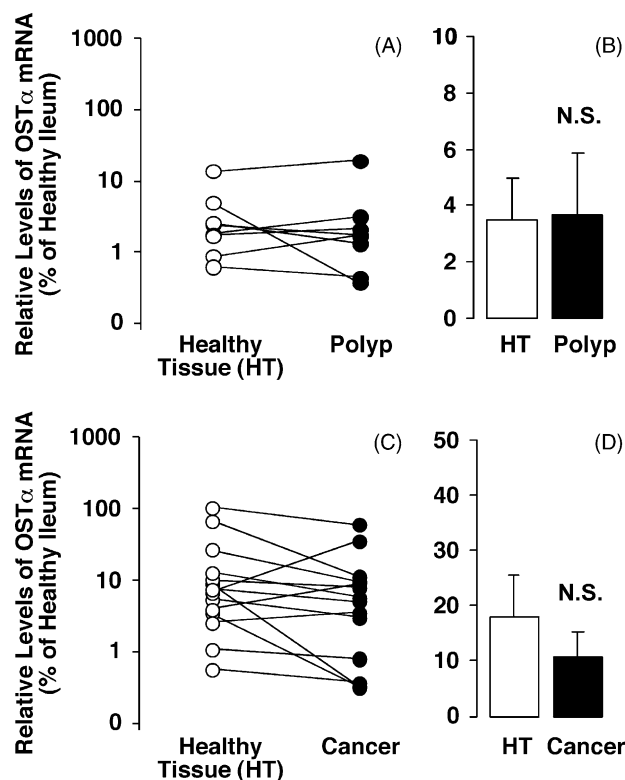 Relative Levels of OSTα mRNA
(% of Healthy Ileum)
1000
100
10
1
0
(A)
Healthy
Tissue (HT)
Polyp
10
8
6
4
2
0
(B)
N.S.
HT
Polyp
Relative Levels of OSTα mRNA
(% of Healthy Ileum)
1000
100
10
1
0
(C)
Healthy
Tissue (HT)
Cancer
50
40
30
20
10
0
(D)
N.S.
HT
Cancer